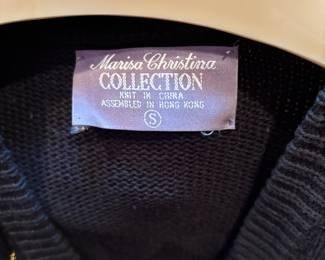 Marisa Christina
COLLECTION
KNIT IN CHINA
ASSEMBLED IN HONG KONG
S